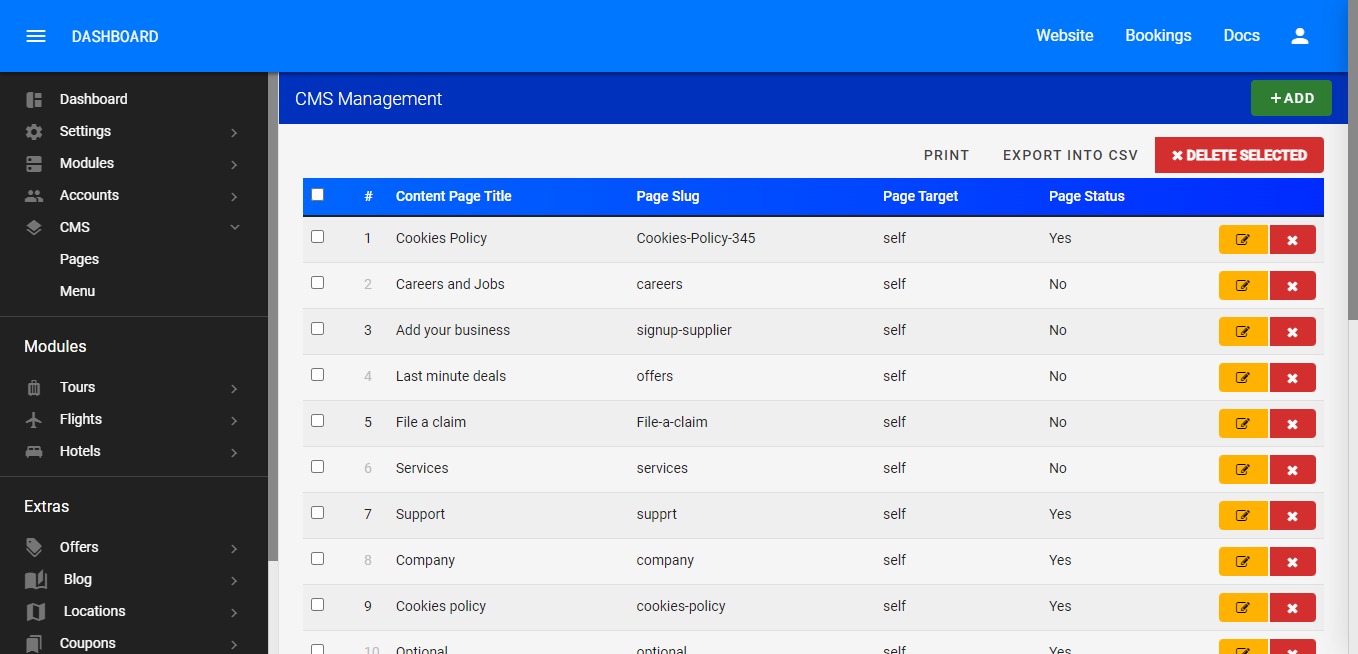 DASHBOARD
Website Bookings Docs
Dashboard
Settings
Modules
Accounts
CMS
Pages
Menu
Modules
Tours
Flights
Hotels
Extras
Offers
Blog
Locations
Coupons
CMS Management
+ ADD
PRINT EXPORT INTO CSV ✖ DELETE SELECTED
# Content Page Title Page Slug Page Target Page Status
1 Cookies Policy Cookies-Policy-345 self Yes
2 Careers and Jobs careers self No
3 Add your business signup-supplier self No
4 Last minute deals offers self No
5 File a claim File-a-claim self No
6 Services services self No
7 Support supprt self Yes
8 Company company self Yes
9 Cookies policy cookies-policy self Yes
10 Optional optional self Yes